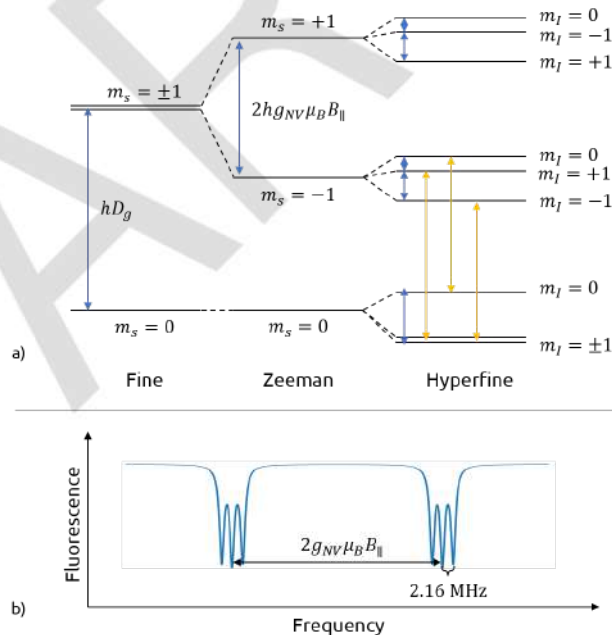 m_s = +1
m_I = 0
m_I = −1
m_I = +1
m_s = ±1
2hg_{NV}μ_B B_∥
m_I = 0
m_I = +1
m_s = −1
m_I = −1
hD_g
m_I = 0
m_s = 0
m_s = 0
m_I = ±1
a)
Fine
Zeeman
Hyperfine
Fluorescence
2g_{NV}μ_B B_∥
2.16 MHz
b)
Frequency